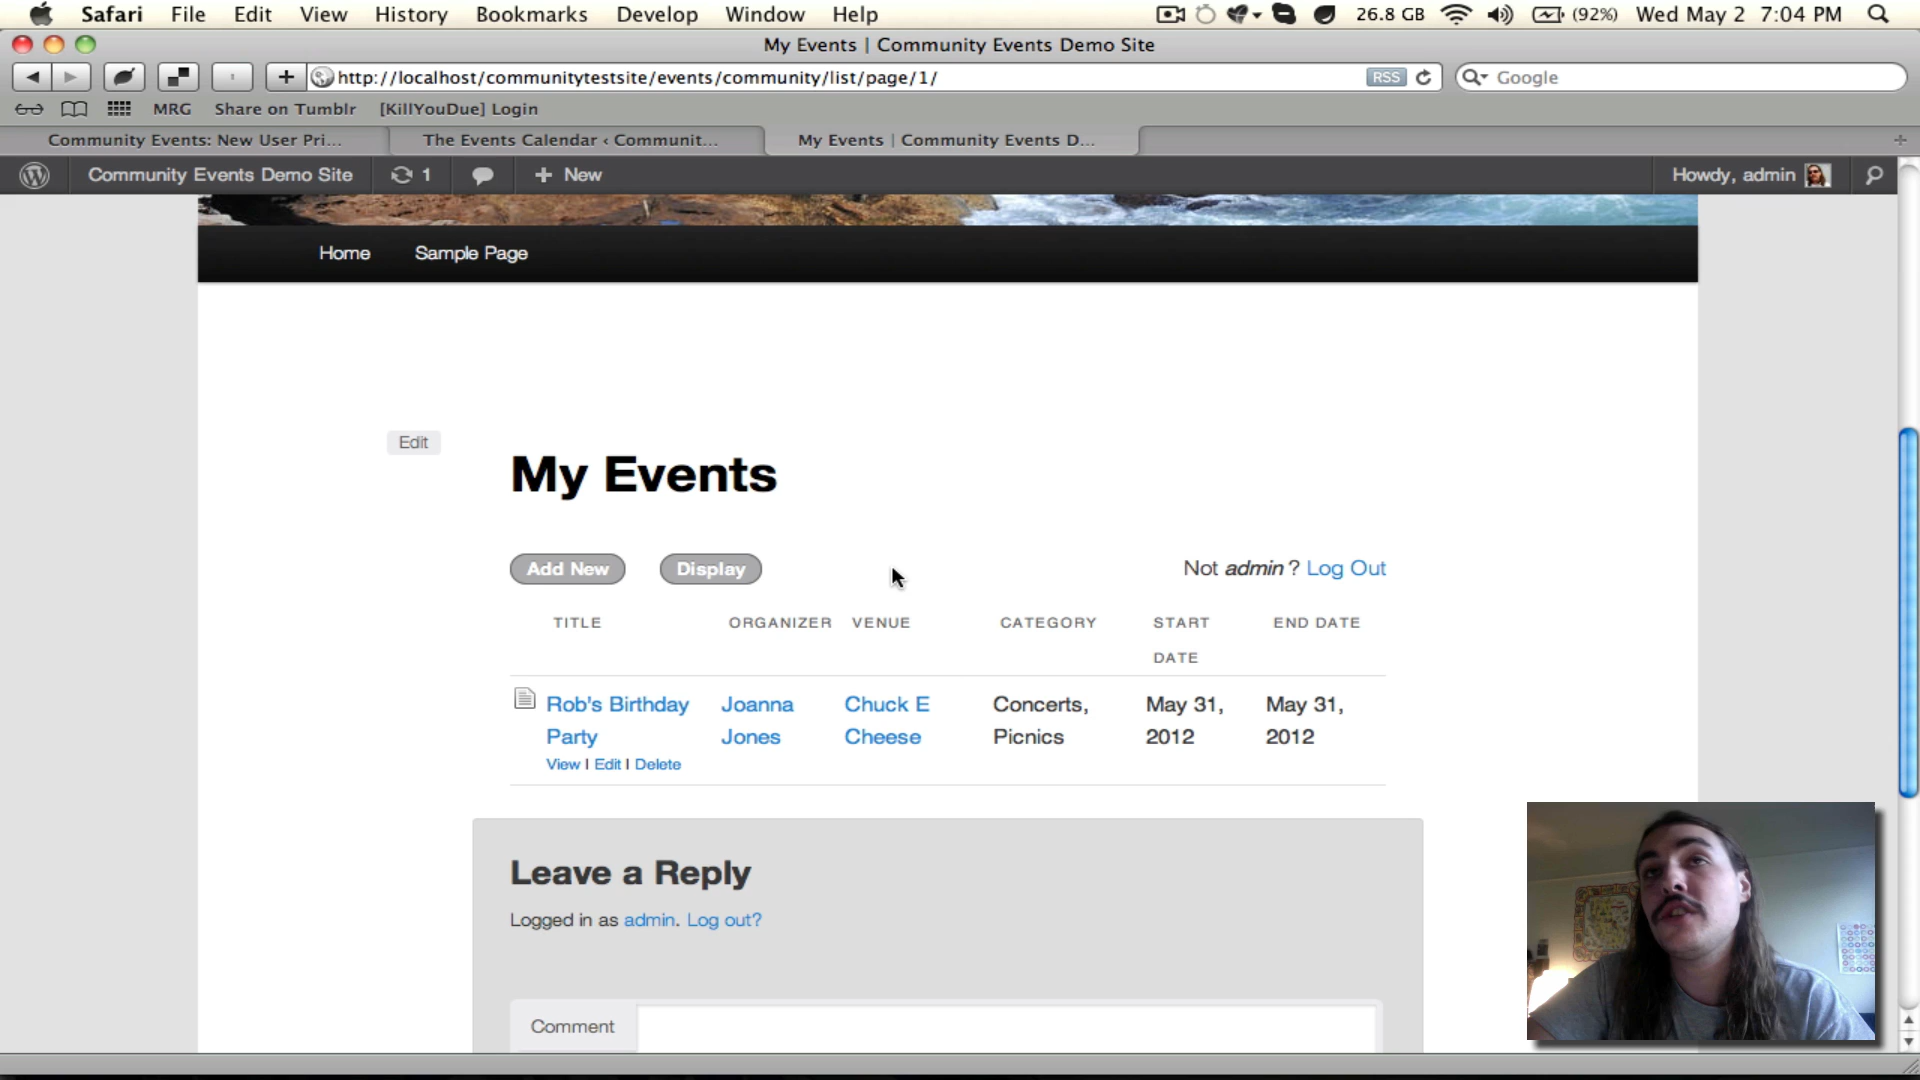 Safari File Edit View History Bookmarks Develop Window Help 26.8 GB (92%) Wed May 2 7:04 PM
My Events | Community Events Demo Site
http://localhost/communitytestsite/events/community/list/page/1/ RSS Google
MRG Share on Tumblr [KillYouDue] Login
Community Events: New User Pri... The Events Calendar ‹ Communit... My Events | Community Events D...
Community Events Demo Site 1 + New Howdy, admin
Home Sample Page
Edit
My Events
Add New Display Not admin ? Log Out
TITLE ORGANIZER VENUE CATEGORY START END DATE
DATE
Rob's Birthday Joanna Chuck E Concerts, May 31, May 31,
Party Jones Cheese Picnics 2012 2012
View | Edit | Delete
Leave a Reply
Logged in as admin. Log out?
Comment